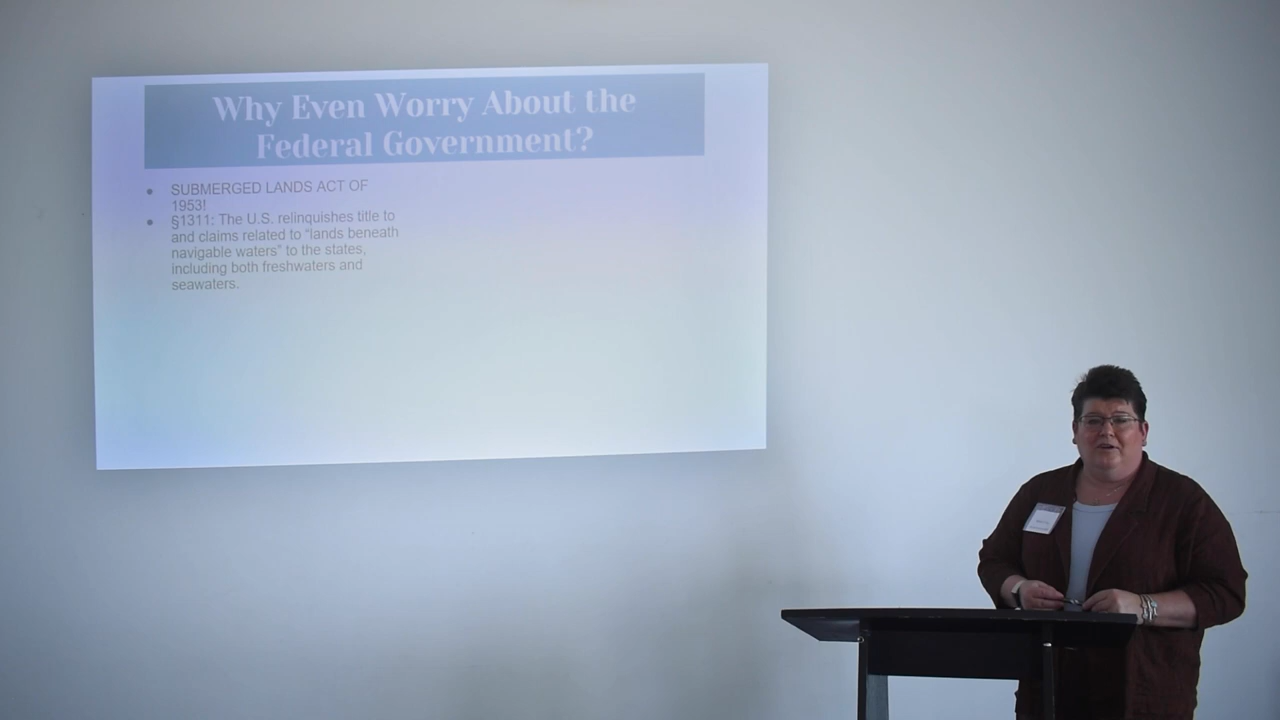 Why Even Worry About the
Federal Government?
● SUBMERGED LANDS ACT OF
1953!
● §1311: The U.S. relinquishes title to
and claims related to “lands beneath
navigable waters” to the states,
including both freshwaters and
seawaters.